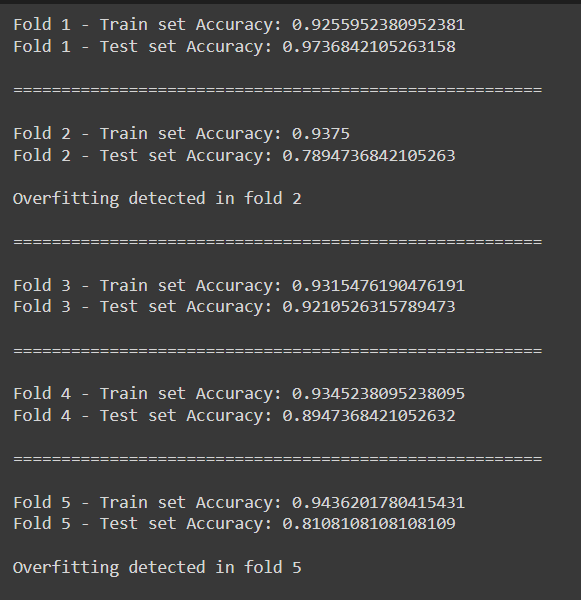 Fold 1 - Train set Accuracy: 0.9255952380952381
Fold 1 - Test set Accuracy: 0.9736842105263158
=======================================================
Fold 2 - Train set Accuracy: 0.9375
Fold 2 - Test set Accuracy: 0.7894736842105263
Overfitting detected in fold 2
=======================================================
Fold 3 - Train set Accuracy: 0.9315476190476191
Fold 3 - Test set Accuracy: 0.9210526315789473
=======================================================
Fold 4 - Train set Accuracy: 0.9345238095238095
Fold 4 - Test set Accuracy: 0.8947368421052632
=======================================================
Fold 5 - Train set Accuracy: 0.9436201780415431
Fold 5 - Test set Accuracy: 0.8108108108108109
Overfitting detected in fold 5